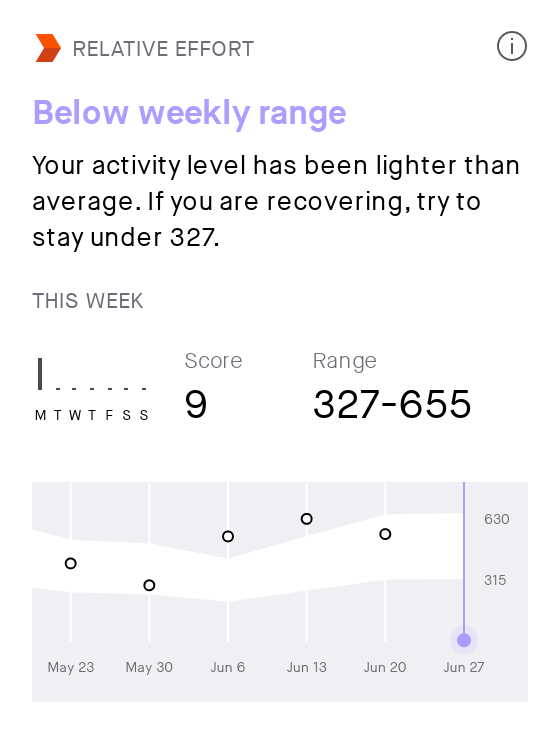 RELATIVE EFFORT
Below weekly range
Your activity level has been lighter than
average. If you are recovering, try to
stay under 327.
THIS WEEK
Score
Range
9
327-655
M T W T F S S
630
315
May 23
May 30
Jun 6
Jun 13
Jun 20
Jun 27